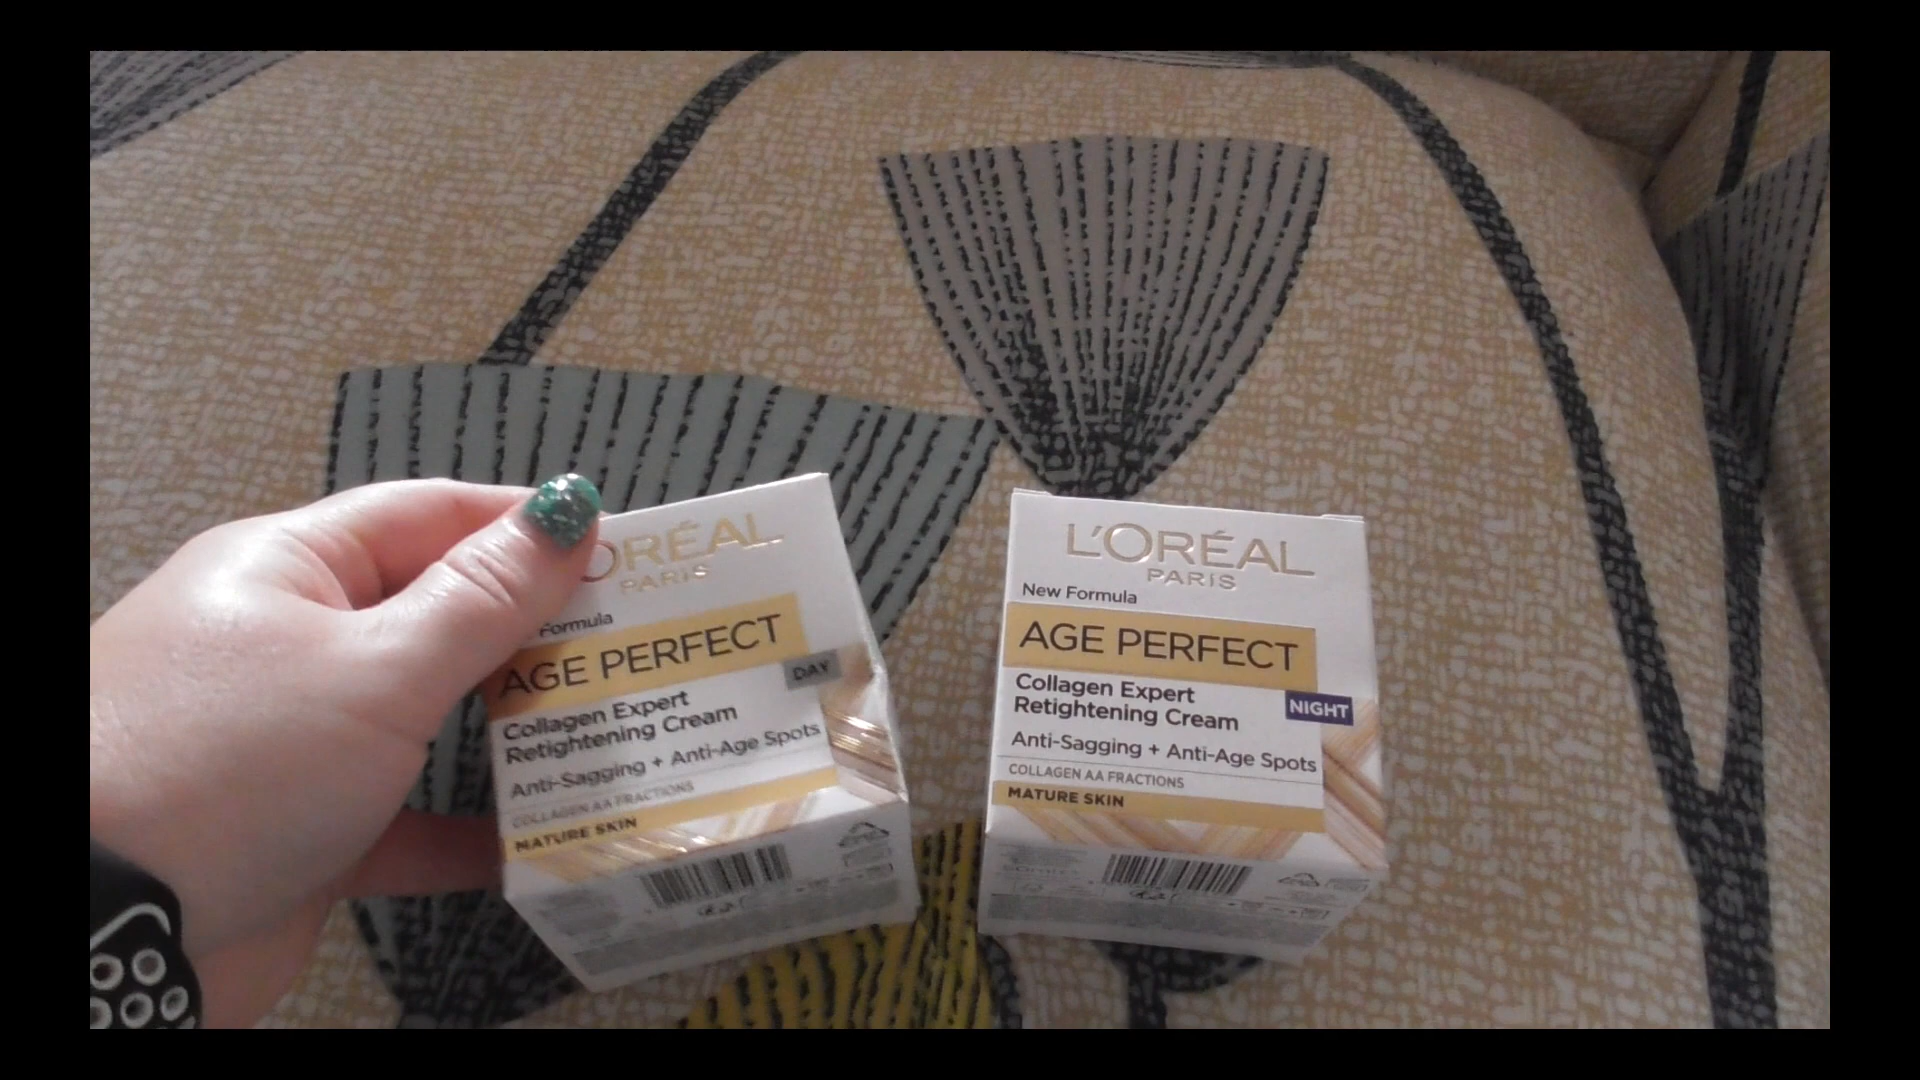 ORÉAL
PARIS
Formula
AGE PERFECT
DAY
Collagen Expert
Retightening Cream
Anti-Sagging + Anti-Age Spots
COLLAGEN AA FRACTIONS
MATURE SKIN
L'ORÉAL
PARIS
New Formula
AGE PERFECT
Collagen Expert
Retightening Cream
NIGHT
Anti-Sagging + Anti-Age Spots
COLLAGEN AA FRACTIONS
MATURE SKIN